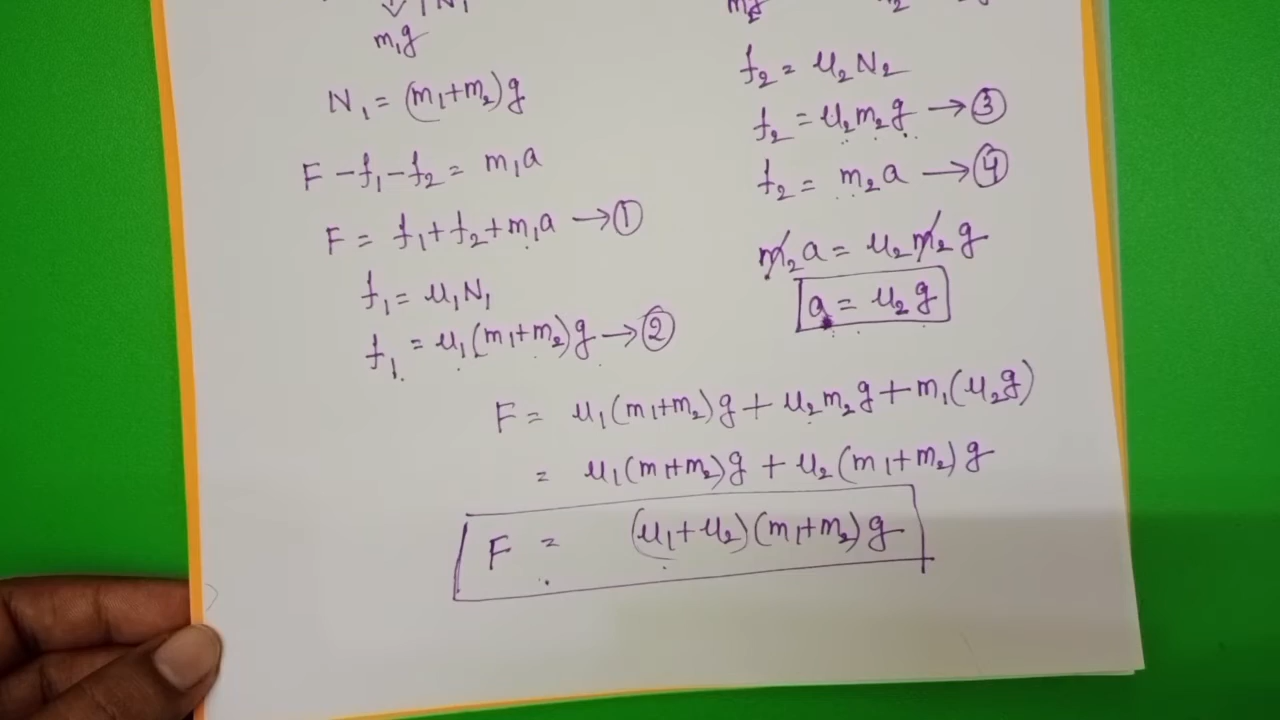 m₁g
N₁ = (m₁+m₂)g
F - f₁ - f₂ = m₁a
F = f₁ + f₂ + m₁a → ①
f₁ = μ₁N₁
f₁ = μ₁(m₁+m₂)g → ②
f₂ = μ₂N₂
f₂ = μ₂m₂g → ③
f₂ = m₂a → ④
m₂a = μ₂m₂g
a = μ₂g
F = μ₁(m₁+m₂)g + μ₂m₂g + m₁(μ₂g)
= μ₁(m₁+m₂)g + μ₂(m₁+m₂)g
F = (μ₁+μ₂)(m₁+m₂)g